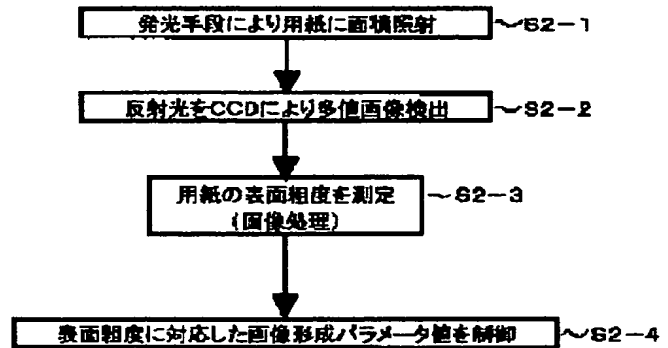 発光手段により用紙に面積照射 ~S2-1
反射光をCCDにより多値画像検出 ~S2-2
用紙の表面粗度を測定 ~S2-3
(画像処理)
表面粗度に対応した画像形成パラメータ値を制御 ~S2-4